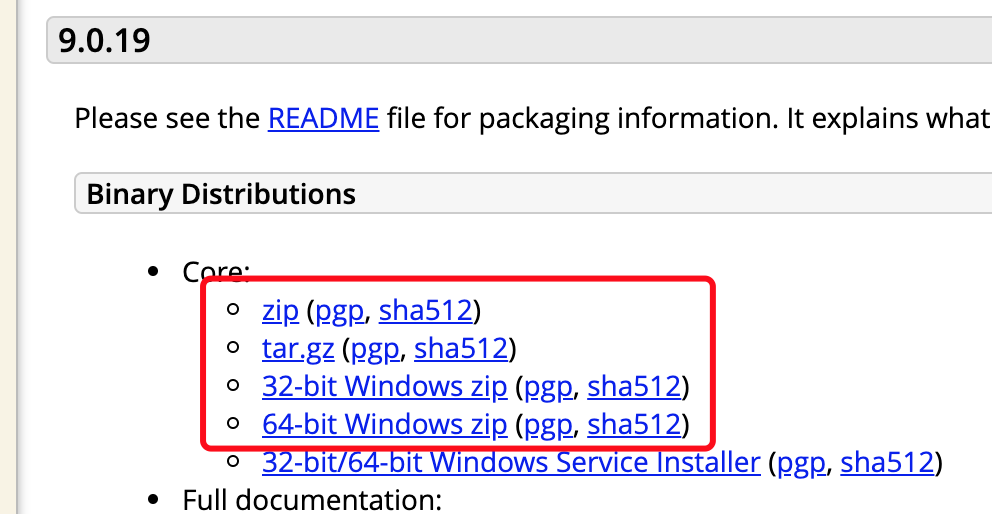 9.0.19
Please see the README file for packaging information. It explains what
Binary Distributions
Core:
zip (pgp, sha512)
tar.gz (pgp, sha512)
32-bit Windows zip (pgp, sha512)
64-bit Windows zip (pgp, sha512)
32-bit/64-bit Windows Service Installer (pgp, sha512)
Full documentation: